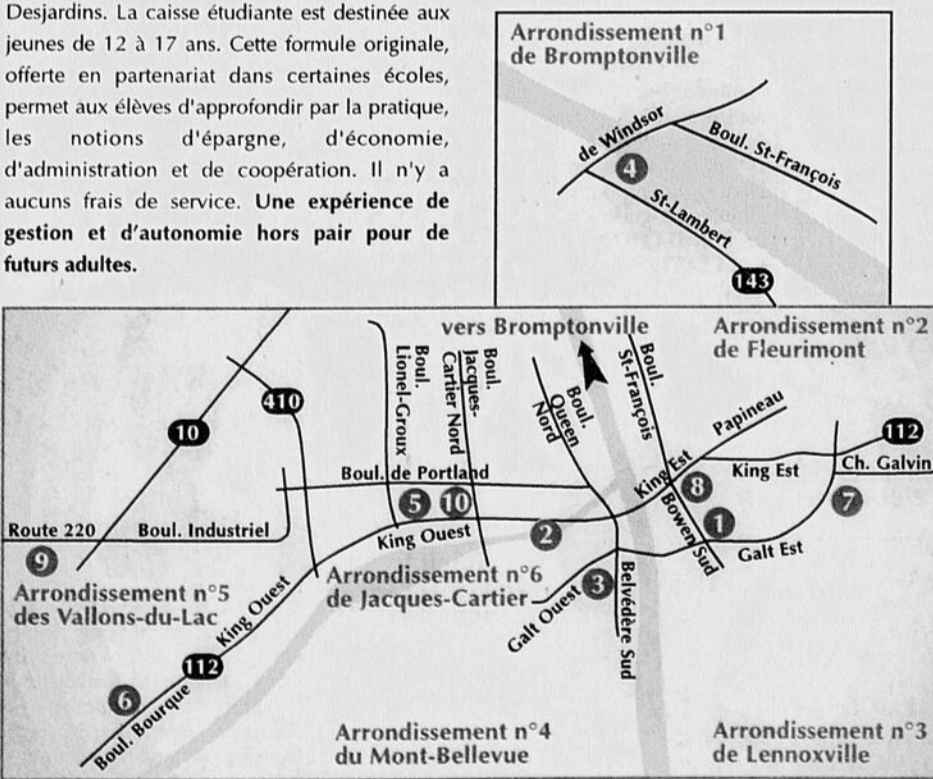 Desjardins. La caisse étudiante est destinée aux
jeunes de 12 à 17 ans. Cette formule originale,
offerte en partenariat dans certaines écoles,
permet aux élèves d'approfondir par la pratique,
les notions d'épargne, d'économie,
d'administration et de coopération. Il n'y a
aucuns frais de service. Une expérience de
gestion et d'autonomie hors pair pour de
futurs adultes.
Arrondissement n°1
de Bromptonville
de Windsor
Boul. St-François
4
St-Lambert
143
vers Bromptonville
Arrondissement n°2
de Fleurimont
Boul.
Lionel-Groux
Boul.
Jacques-
Cartier Nord
Boul.
Queen
Nord
Boul.
St-François
Papineau
410
10
112
King Est
King Est
Ch. Galvin
Boul. de Portland
5
10
8
7
Bowen Sud
1
Route 220
Boul. Industriel
King Ouest
2
Galt Est
9
Arrondissement n°5
des Vallons-du-Lac
King Ouest
Arrondissement n°6
de Jacques-Cartier
Galt Ouest
3
Belvédère Sud
112
6
Boul. Bourque
Arrondissement n°4
du Mont-Bellevue
Arrondissement n°3
de Lennoxville